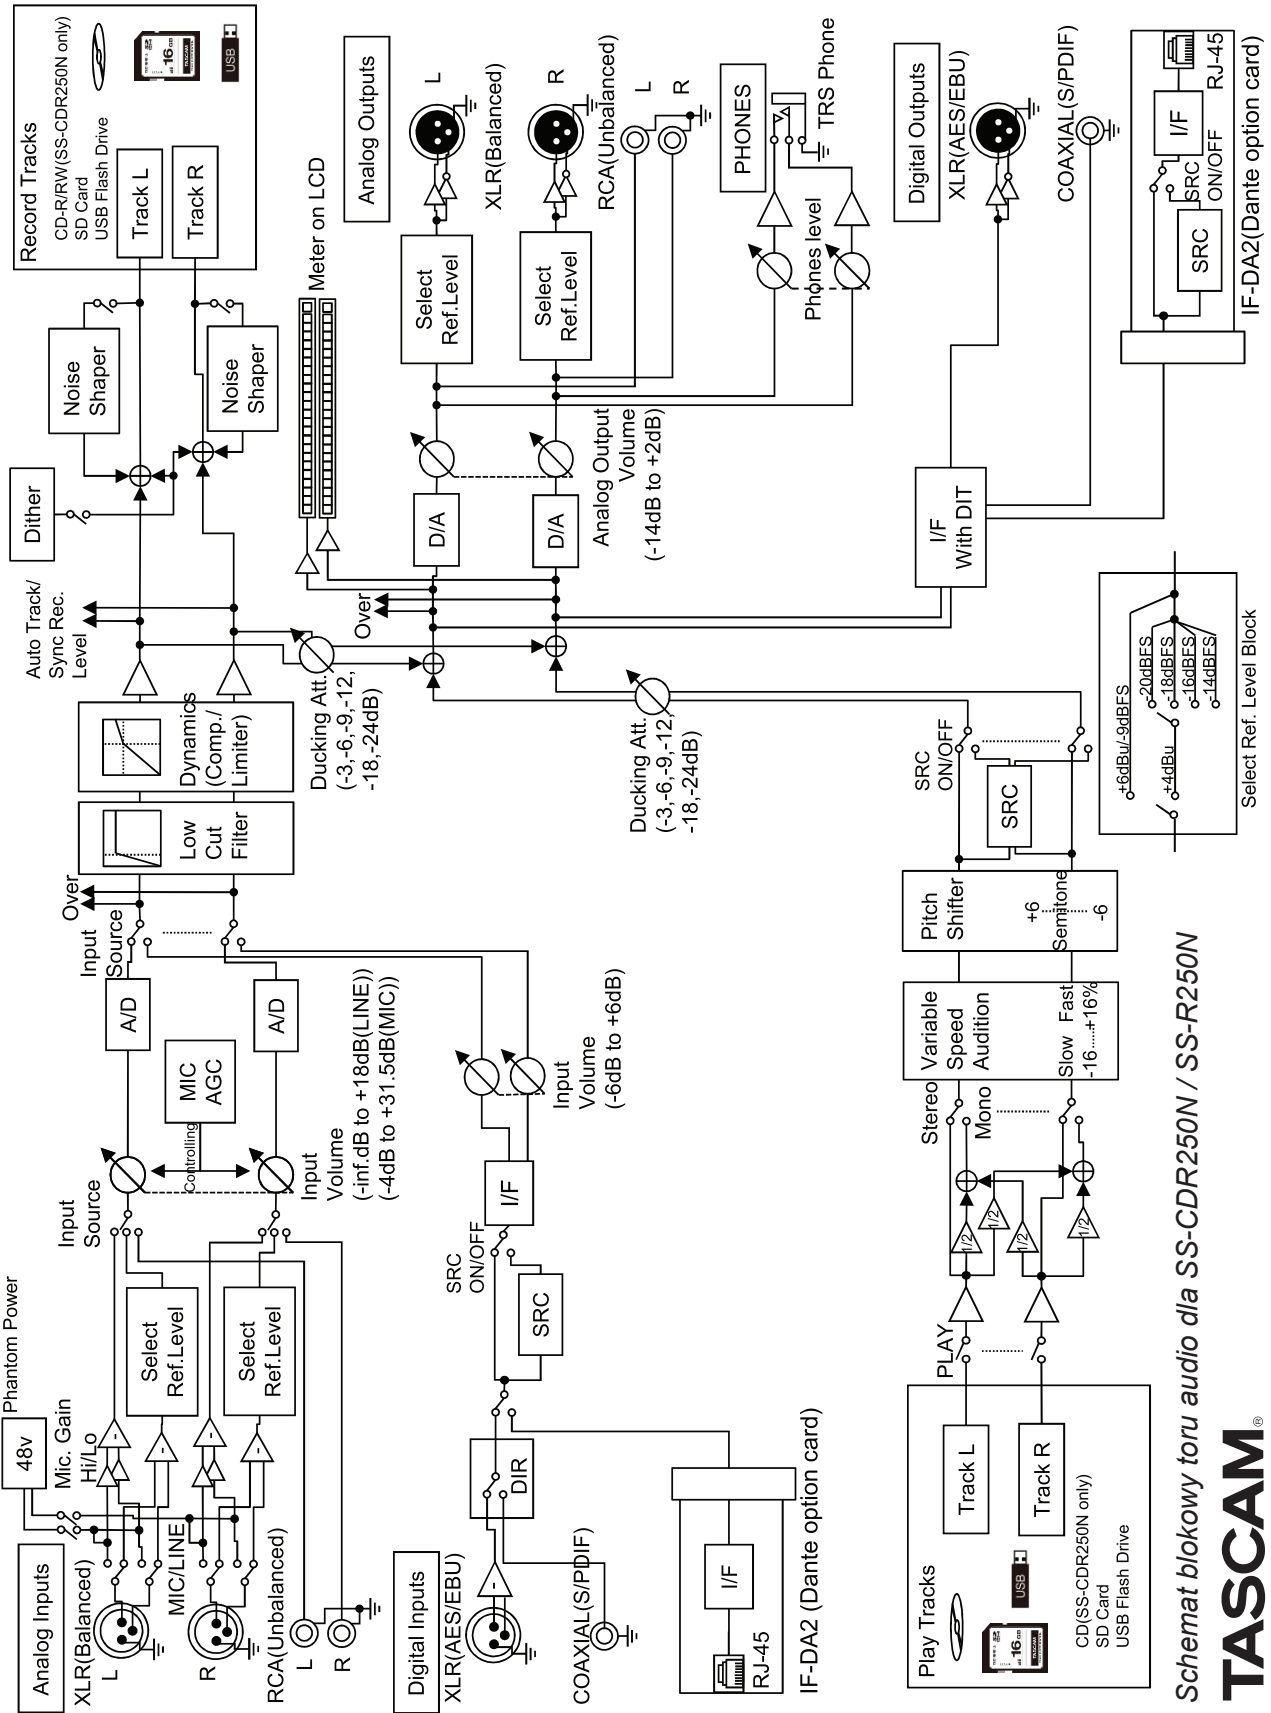 Analog Inputs
XLR(Balanced)
L
R
MIC/LINE
RCA(Unbalanced)
L
R
Phantom Power
48v
Mic. Gain
Hi/Lo
-
-
-
-
Select
Ref.Level
Select
Ref.Level
Input
Source
Input
Volume
(-inf.dB to +18dB(LINE))
(-4dB to +31.5dB(MIC))
Controlling
MIC
AGC
A/D
A/D
Input
Source
Over
Low
Cut
Filter
Dynamics
(Comp./
Limiter)
Auto Track/
Sync Rec.
Level
Dither
Noise
Shaper
Noise
Shaper
Record Tracks
CD-R/RW(SS-CDR250N only)
SD Card
USB Flash Drive
Track L
Track R
TASCAM
16GB
USB
Digital Inputs
XLR(AES/EBU)
-
COAXIAL(S/PDIF)
DIR
SRC
ON/OFF
SRC
I/F
Input
Volume
(-6dB to +6dB)
RJ-45
I/F
IF-DA2 (Dante option card)
Ducking Att.
(-3,-6,-9,-12,
-18,-24dB)
Ducking Att.
(-3,-6,-9,-12,
-18,-24dB)
Over
Meter on LCD
D/A
D/A
Analog Output
Volume
(-14dB to +2dB)
Select
Ref.Level
Select
Ref.Level
Analog Outputs
L
XLR(Balanced)
R
RCA(Unbalanced)
L
R
PHONES
TRS Phone
Phones level
Digital Outputs
XLR(AES/EBU)
COAXIAL(S/PDIF)
I/F
With DIT
SRC
I/F
SRC
ON/OFF
RJ-45
IF-DA2(Dante option card)
Play Tracks
Track L
Track R
TASCAM
16GB
USB
CD(SS-CDR250N only)
SD Card
USB Flash Drive
PLAY
1/2
1/2
1/2
1/2
Stereo
Mono
Variable
Speed
Audition
Slow Fast
-16.....+16%
Pitch
Shifter
+6
Semitone
-6
SRC
ON/OFF
SRC
+6dBu/-9dBFS
+4dBu
-20dBFS
-18dBFS
-16dBFS
-14dBFS
Select Ref. Level Block
Schemat blokowy toru audio dla SS-CDR250N / SS-R250N
TASCAM®